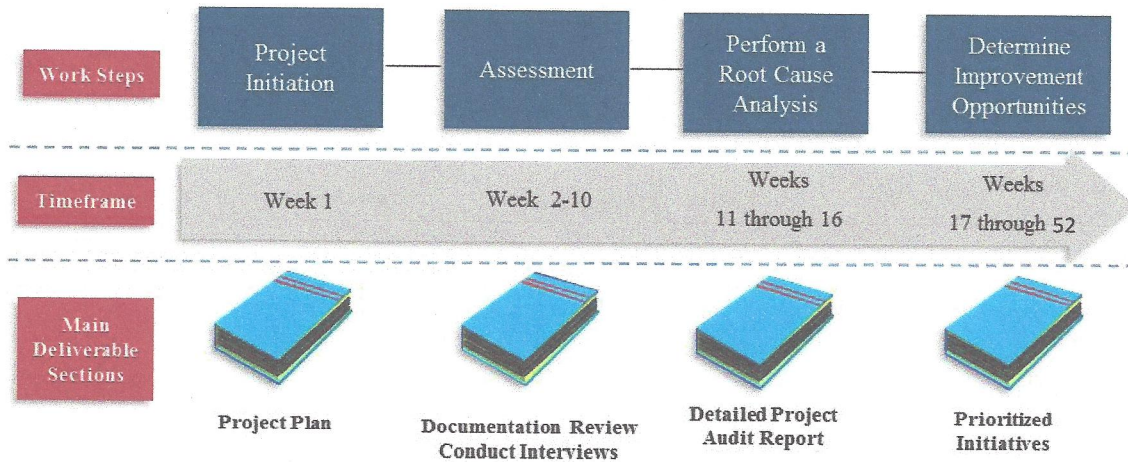 Work Steps
Project
Initiation
Assessment
Perform a
Root Cause
Analysis
Determine
Improvement
Opportunities
Timeframe
Week 1
Week 2-10
Weeks
11 through 16
Weeks
17 through 52
Main
Deliverable
Sections
Project Plan
Documentation Review
Conduct Interviews
Detailed Project
Audit Report
Prioritized
Initiatives